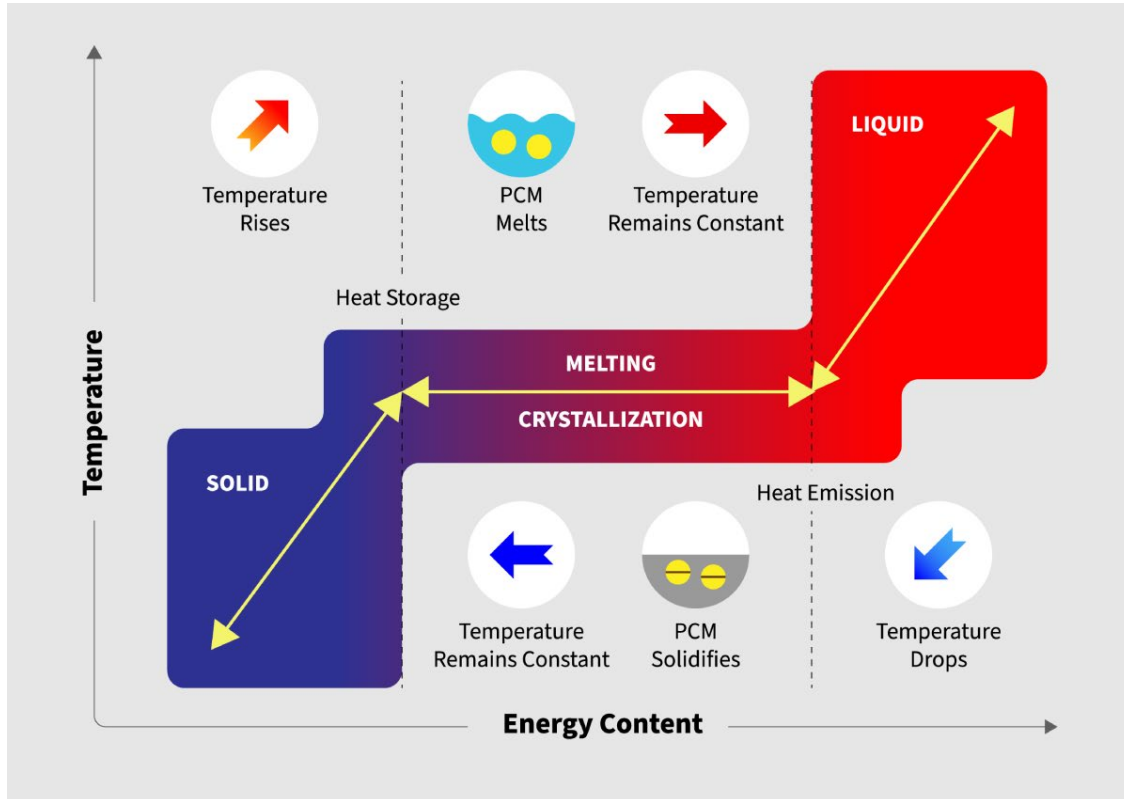 Temperature
Rises
PCM
Melts
Temperature
Remains Constant
LIQUID
Heat Storage
MELTING
CRYSTALLIZATION
SOLID
Heat Emission
Temperature
Remains Constant
PCM
Solidifies
Temperature
Drops
Temperature
Energy Content